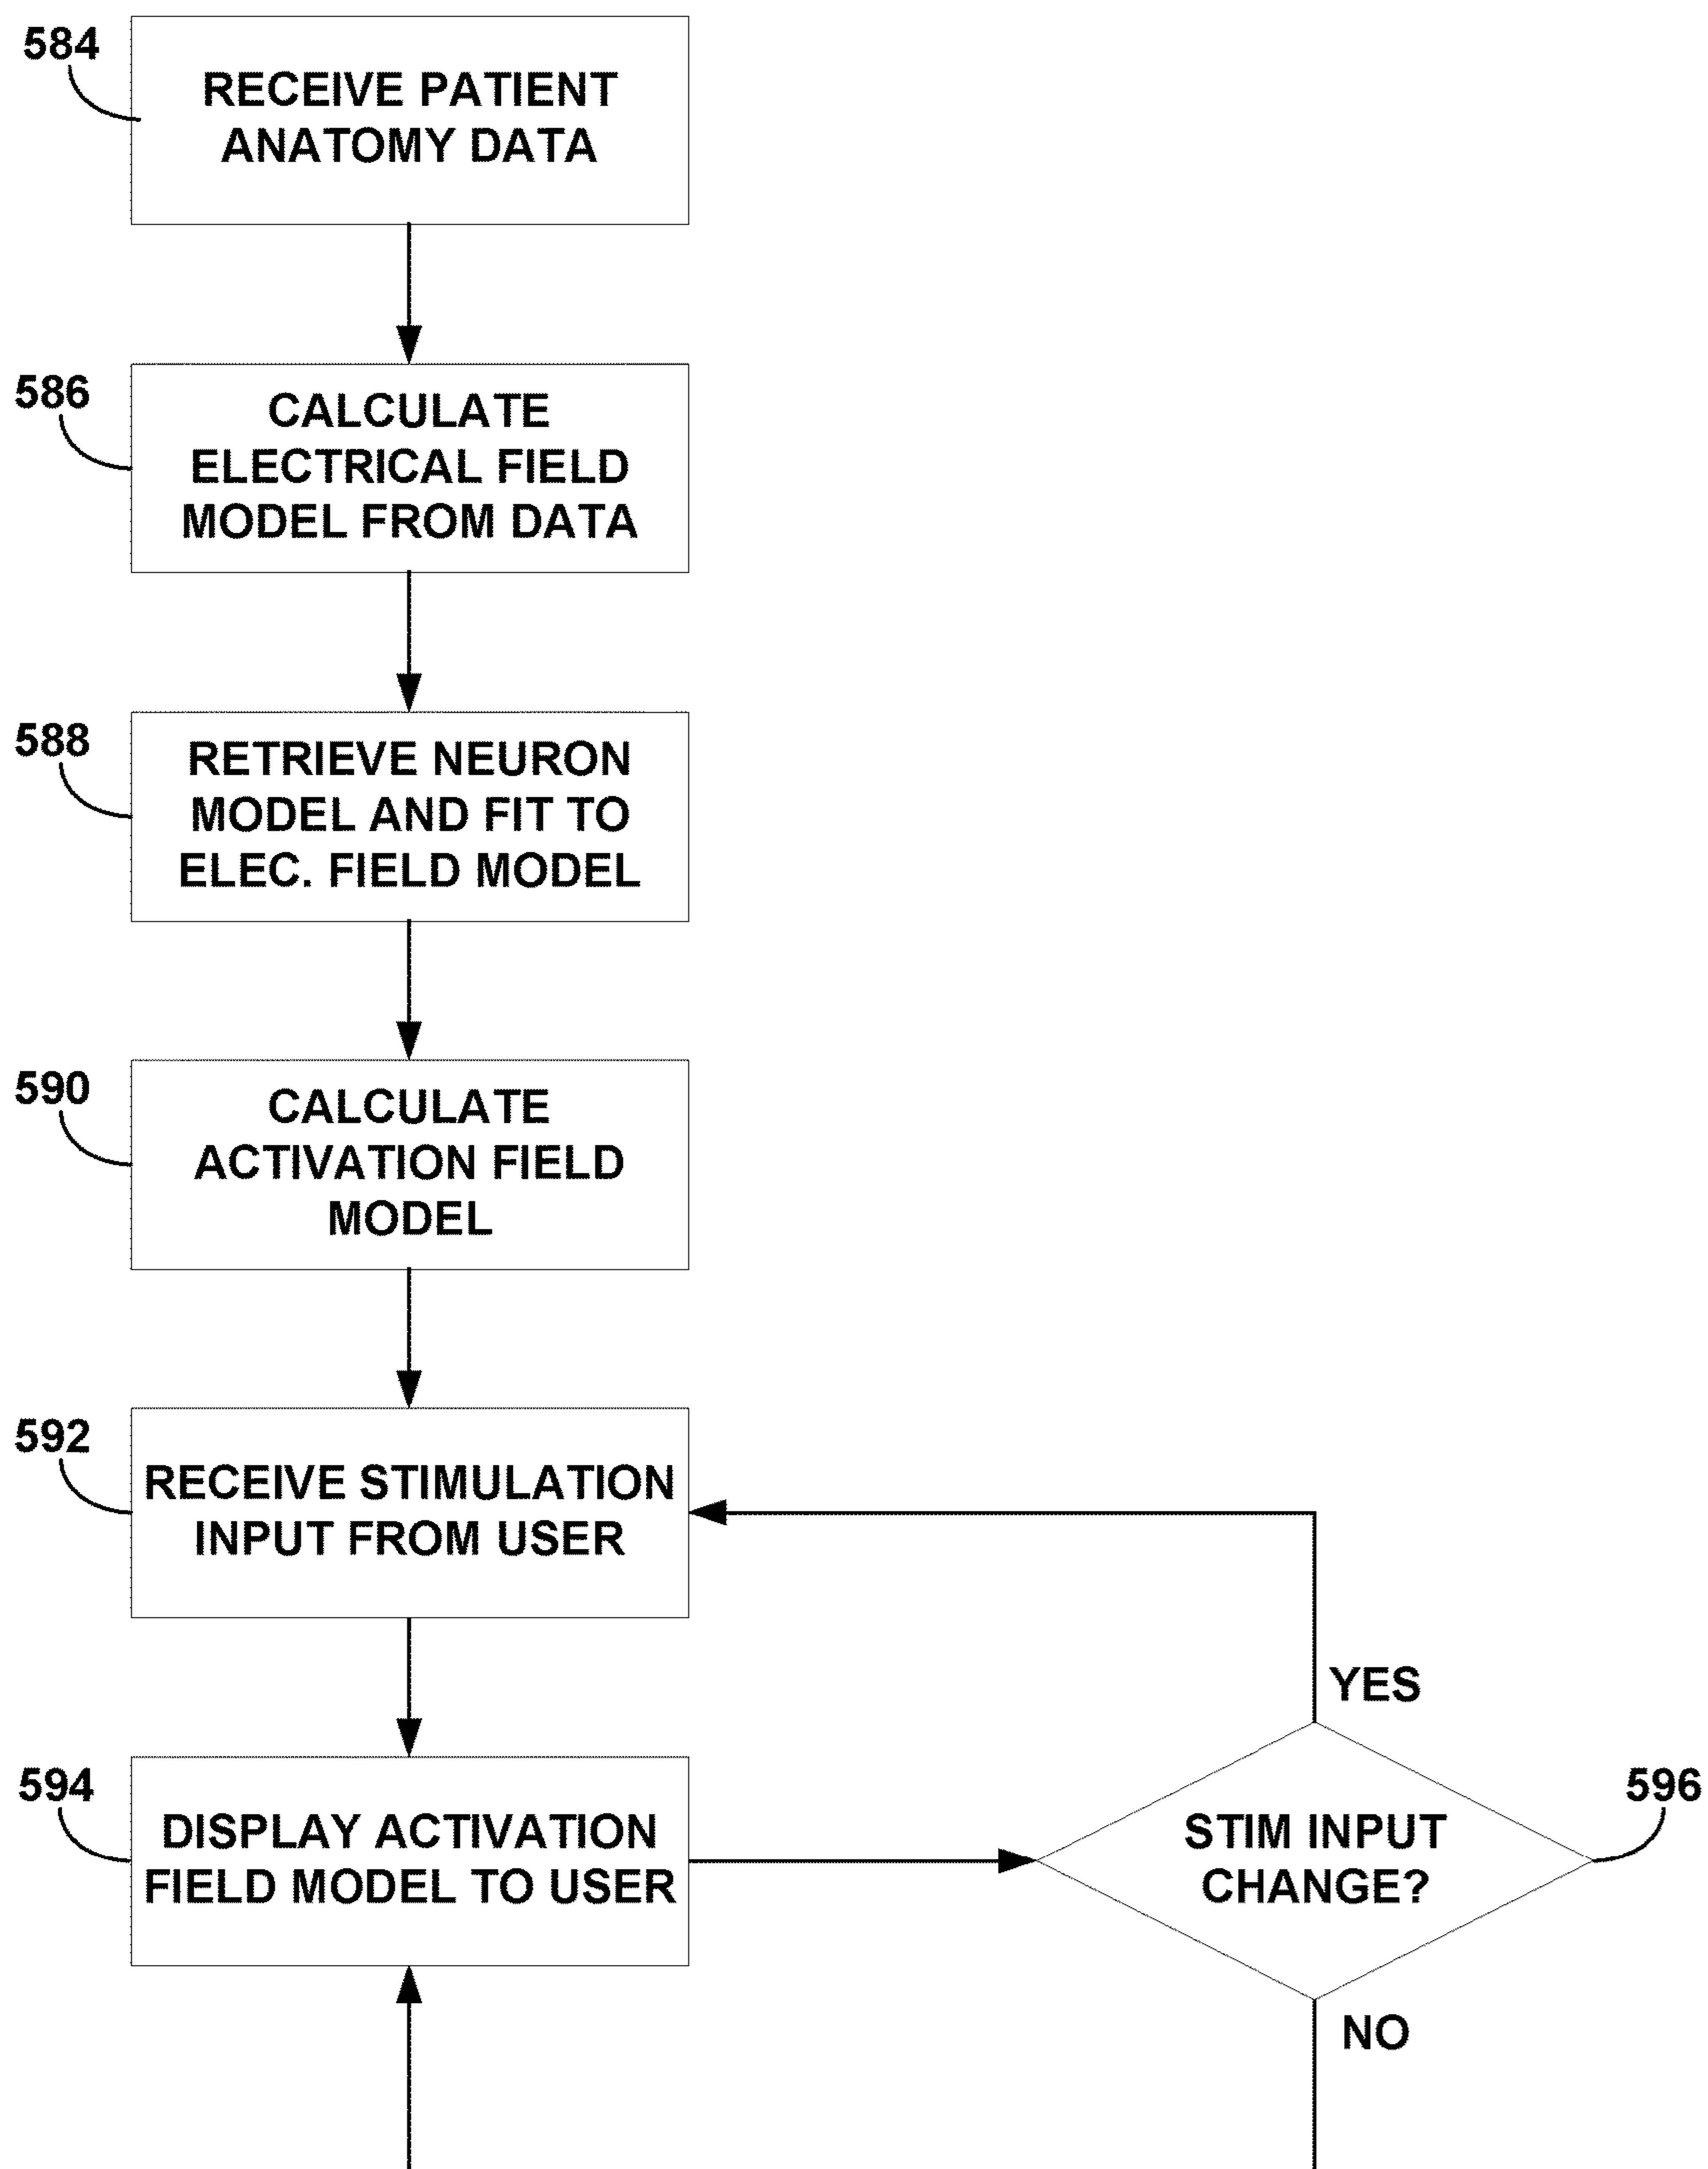 584
RECEIVE PATIENT
ANATOMY DATA
586
CALCULATE
ELECTRICAL FIELD
MODEL FROM DATA
588
RETRIEVE NEURON
MODEL AND FIT TO
ELEC. FIELD MODEL
590
CALCULATE
ACTIVATION FIELD
MODEL
592
RECEIVE STIMULATION
INPUT FROM USER
YES
594
DISPLAY ACTIVATION
FIELD MODEL TO USER
STIM INPUT
CHANGE?
596
NO